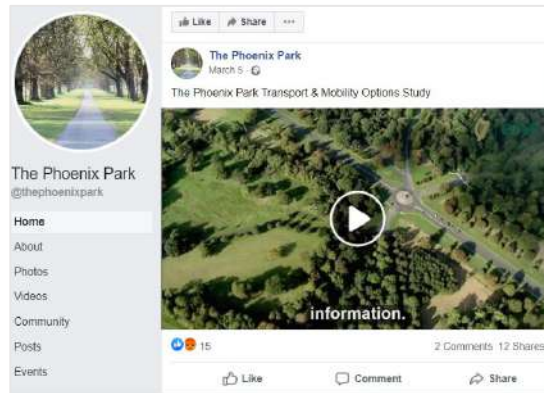 Like Share ...
The Phoenix Park
March 5 ·
The Phoenix Park Transport & Mobility Options Study
The Phoenix Park
@thephoenixpark
Home
About
Photos
Videos
Community
Posts
Events
information.
15
2 Comments 12 Shares
Like Comment Share